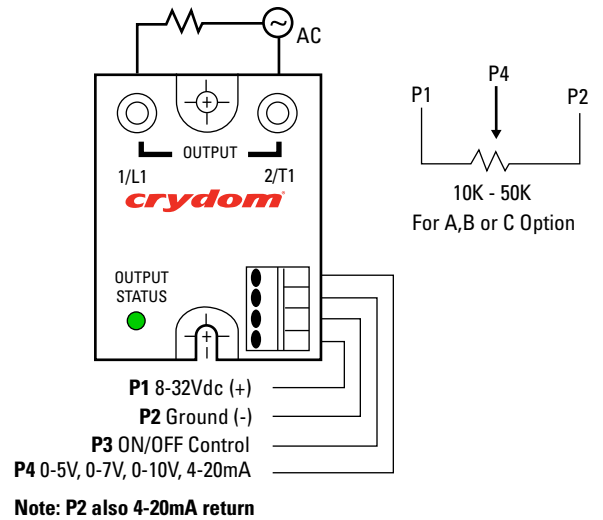 AC
OUTPUT
1/L1 2/T1
crydom
OUTPUT
STATUS
P1 8-32Vdc (+)
P2 Ground (-)
P3 ON/OFF Control
P4 0-5V, 0-7V, 0-10V, 4-20mA
Note: P2 also 4-20mA return
P4
P1 P2
10K - 50K
For A,B or C Option